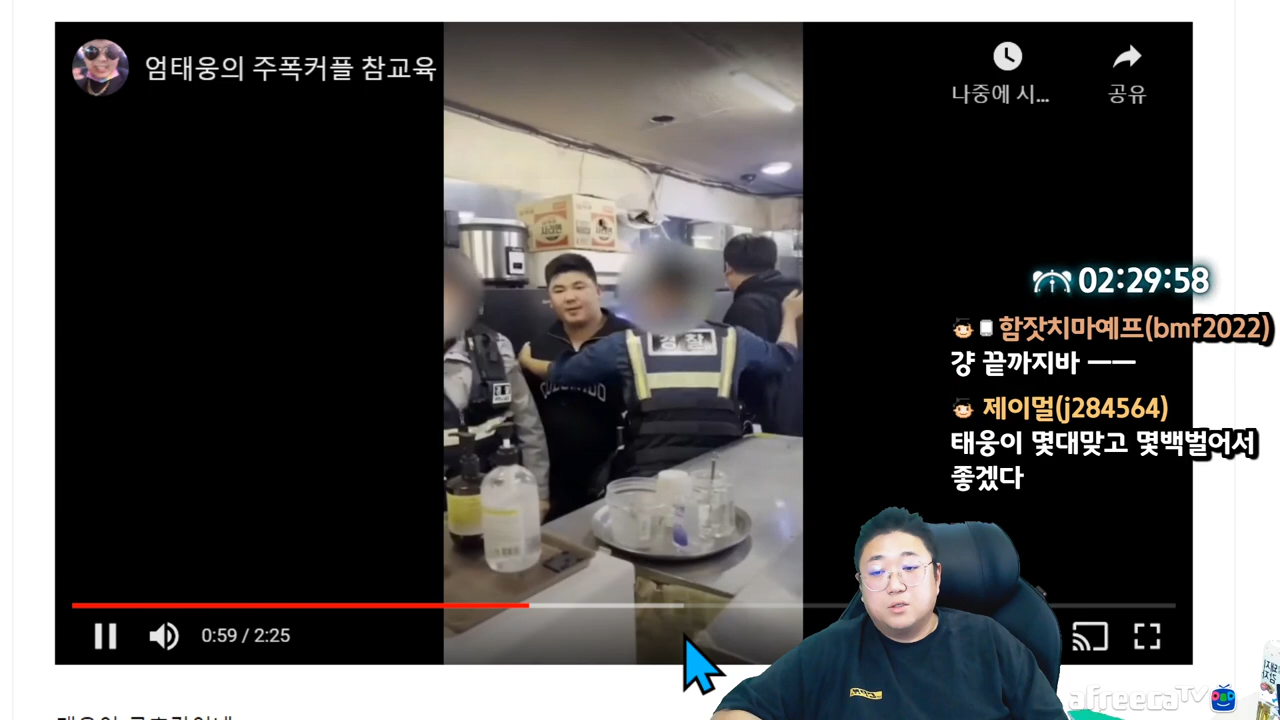 엄태웅의 주폭커플 참교육
나중에 시...
공유
사리면
경찰
02:29:58
함잣치마예프(bmf2022)
걍 끝까지바 ㅡㅡ
제이멀(j284564)
태웅이 몇대맞고 몇백벌어서
좋겠다
0:59 / 2:25
afreecaTV